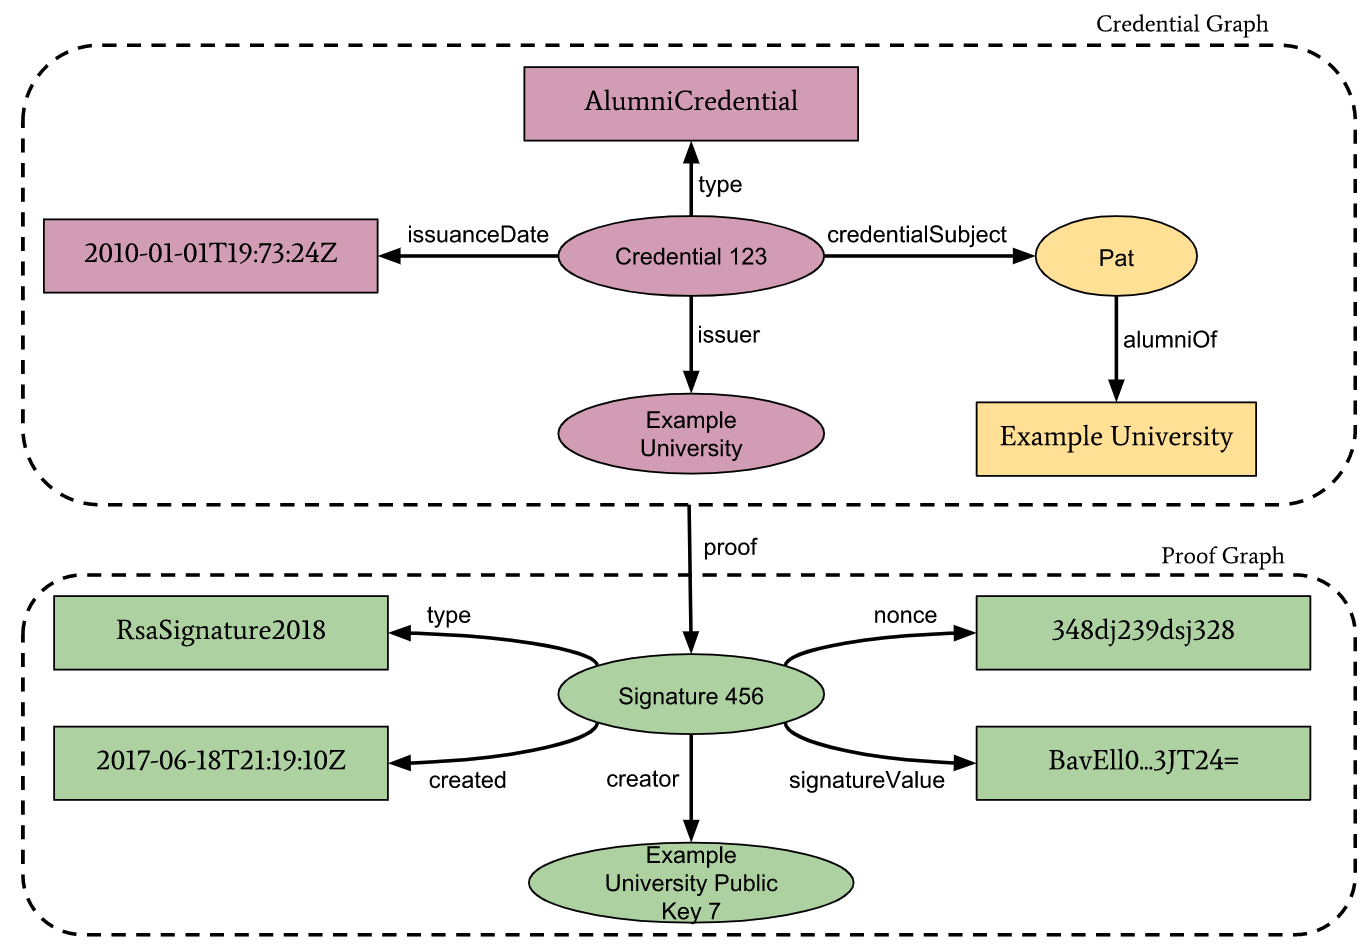 Credential Graph
AlumniCredential
type
2010-01-01T19:73:24Z
issuanceDate
Credential 123
credentialSubject
Pat
issuer
alumniOf
Example
University
Example University
proof
Proof Graph
RsaSignature2018
type
nonce
348dj239dsj328
Signature 456
2017-06-18T21:19:10Z
created
creator
signatureValue
BavEll0...3JT24=
Example
University Public
Key 7